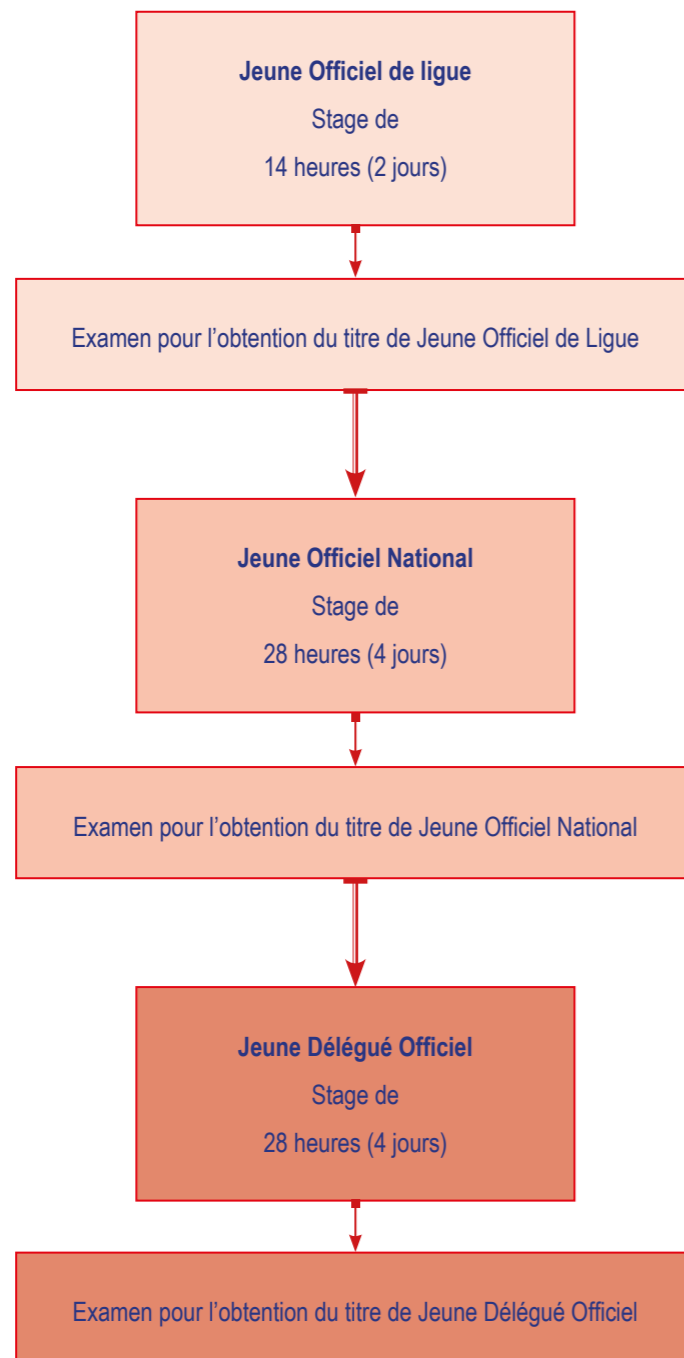 Jeune Officiel de ligue
Stage de
14 heures (2 jours)
Examen pour l’obtention du titre de Jeune Officiel de Ligue
Jeune Officiel National
Stage de
28 heures (4 jours)
Examen pour l’obtention du titre de Jeune Officiel National
Jeune Délégué Officiel
Stage de
28 heures (4 jours)
Examen pour l’obtention du titre de Jeune Délégué Officiel